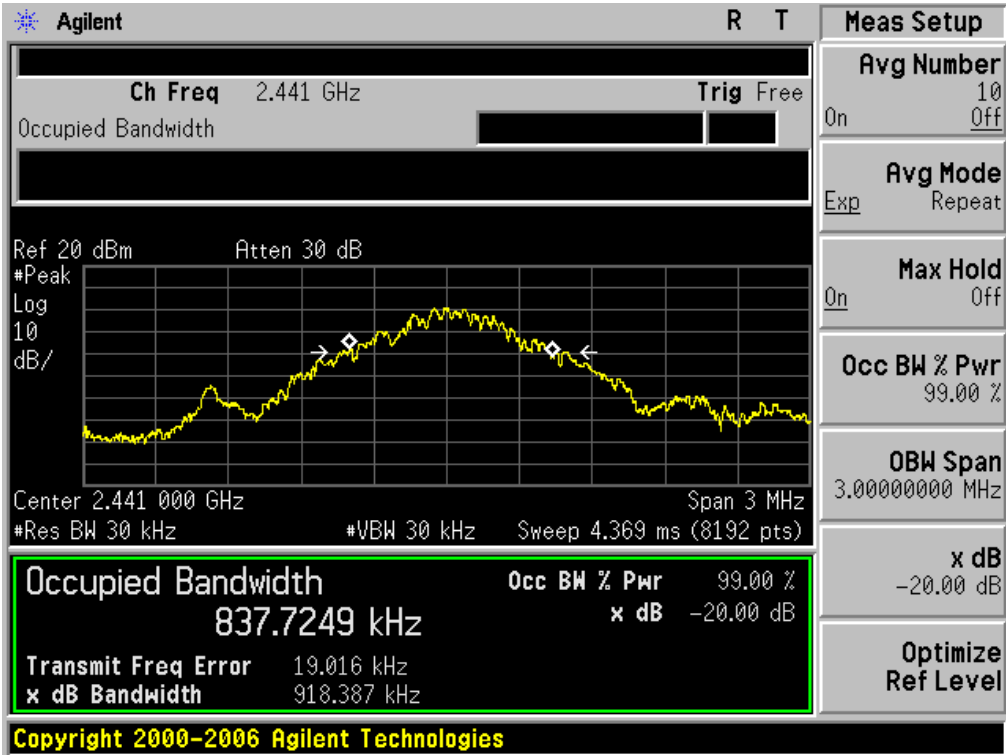 Agilent R T
Ch Freq 2.441 GHz Trig Free
Occupied Bandwidth
Ref 20 dBm Atten 30 dB
#Peak
Log
10
dB/
Center 2.441 000 GHz Span 3 MHz
#Res BW 30 kHz #VBW 30 kHz Sweep 4.369 ms (8192 pts)
Occupied Bandwidth
837.7249 kHz
Occ BW % Pwr 99.00 %
x dB -20.00 dB
Transmit Freq Error 19.016 kHz
x dB Bandwidth 918.387 kHz
Copyright 2000-2006 Agilent Technologies
Meas Setup
Avg Number
10
On Off
Avg Mode
Exp Repeat
Max Hold
On Off
Occ BW % Pwr
99.00 %
OBW Span
3.00000000 MHz
x dB
-20.00 dB
Optimize
Ref Level